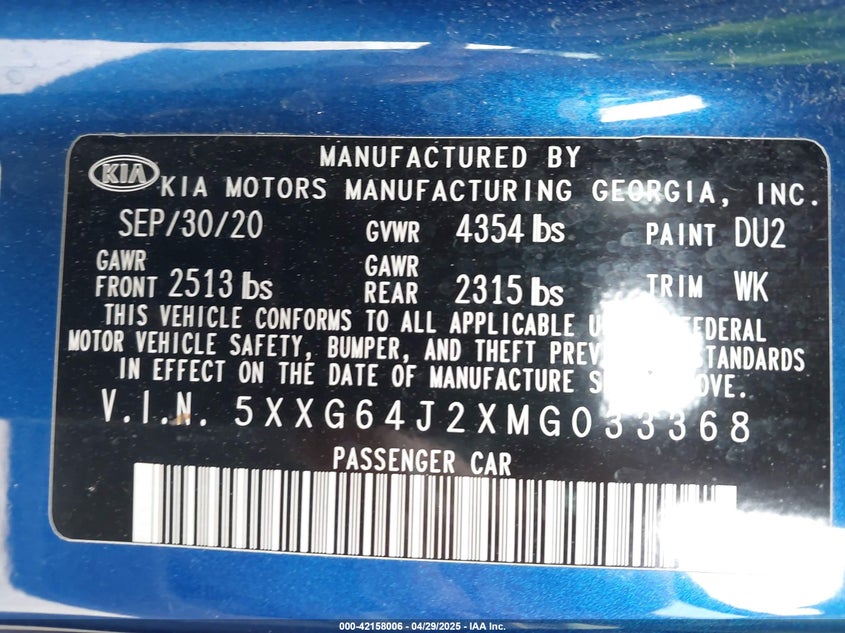 MANUFACTURED BY
KIA KIA MOTORS MANUFACTURING GEORGIA, INC.
SEP/30/20 GVWR 4354 lbs PAINT DU2
GAWR FRONT 2513 lbs GAWR REAR 2315 lbs TRIM WK
THIS VEHICLE CONFORMS TO ALL APPLICABLE FEDERAL
MOTOR VEHICLE SAFETY, BUMPER, AND THEFT STANDARDS
IN EFFECT ON THE DATE OF MANUFACTURE
V.I.N. 5XXG64J2XMG033368
PASSENGER CAR
000-42158006 - 04/29/2025 - IAA Inc.